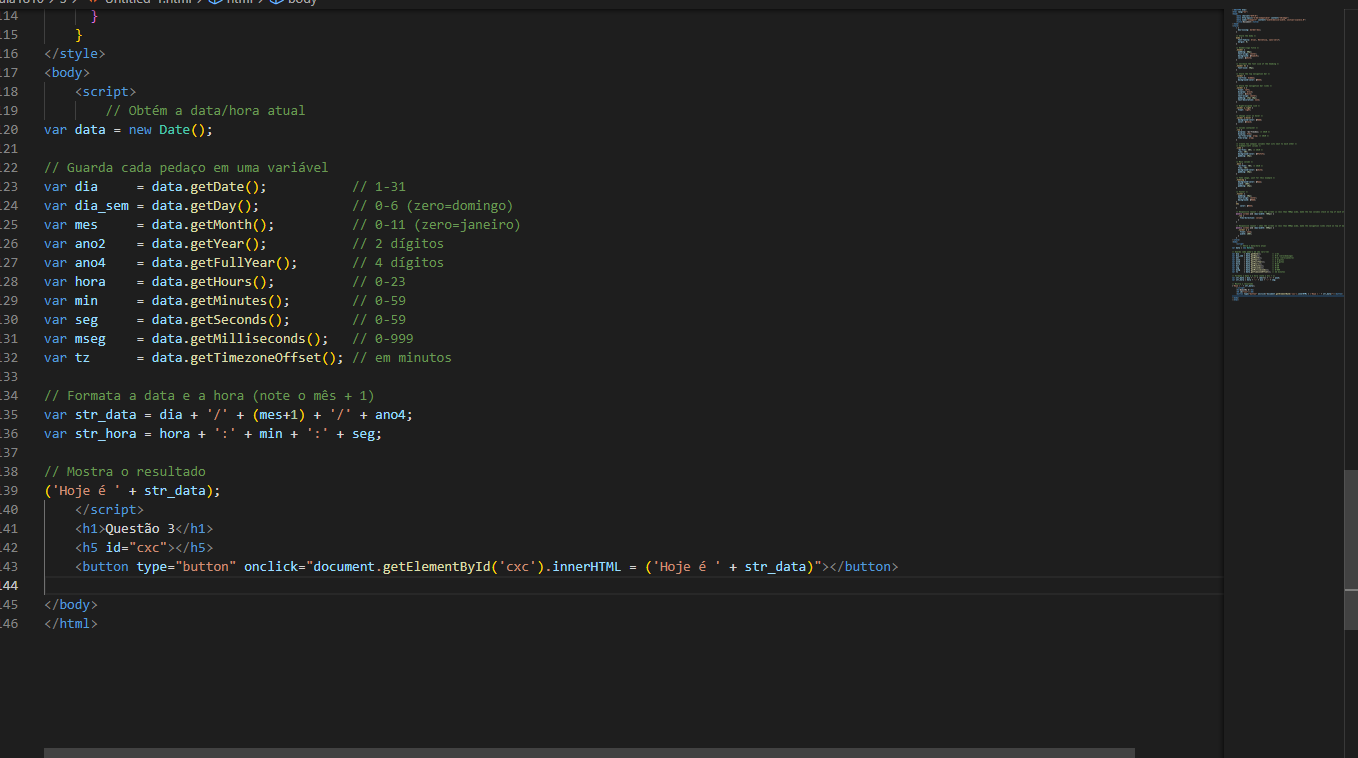 Untitled-1.html > html > body
114 }
115 }
116 </style>
117 <body>
118 <script>
119 // Obtém a data/hora atual
120 var data = new Date();
121
122 // Guarda cada pedaço em uma variável
123 var dia     = data.getDate();           // 1-31
124 var dia_sem = data.getDay();            // 0-6 (zero=domingo)
125 var mes     = data.getMonth();          // 0-11 (zero=janeiro)
126 var ano2    = data.getYear();           // 2 dígitos
127 var ano4    = data.getFullYear();       // 4 dígitos
128 var hora    = data.getHours();          // 0-23
129 var min     = data.getMinutes();        // 0-59
130 var seg     = data.getSeconds();        // 0-59
131 var mseg    = data.getMilliseconds();   // 0-999
132 var tz      = data.getTimezoneOffset(); // em minutos
133
134 // Formata a data e a hora (note o mês + 1)
135 var str_data = dia + '/' + (mes+1) + '/' + ano4;
136 var str_hora = hora + ':' + min + ':' + seg;
137
138 // Mostra o resultado
139 ('Hoje é ' + str_data);
140 </script>
141 <h1>Questão 3</h1>
142 <h5 id="cxc"></h5>
143 <button type="button" onclick="document.getElementById('cxc').innerHTML = ('Hoje é ' + str_data)"></button>
144
145 </body>
146 </html>